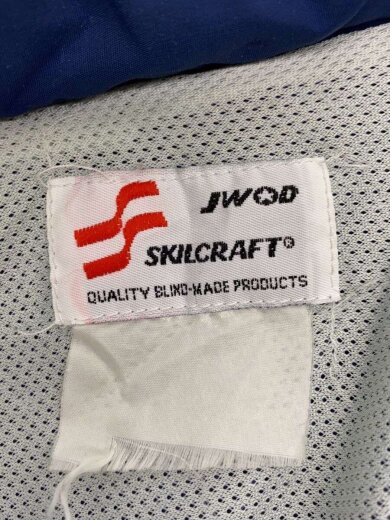 JWOD
SKILCRAFT®
QUALITY BLIND-MADE PRODUCTS